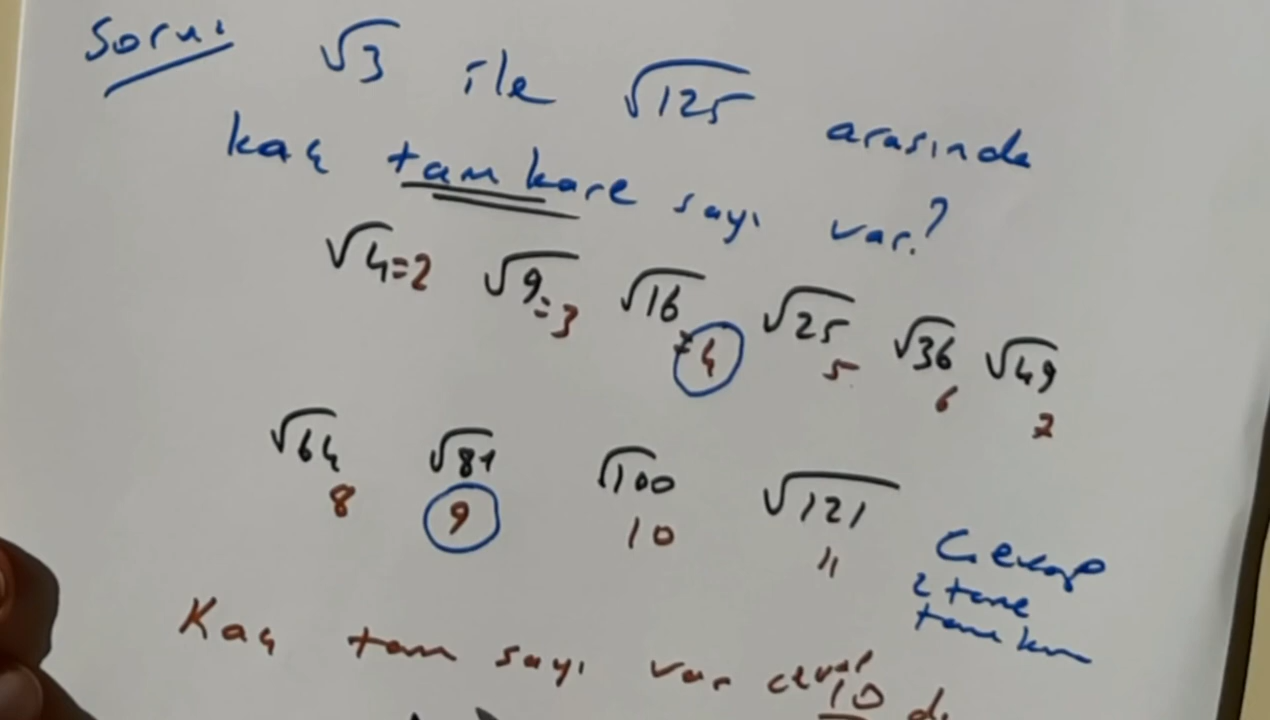 Soru: √3 ile √125 arasında
kaç tam kare sayı var?
√4=2 √9=3 √16=4 √25 5 √36 6 √49 7
√64 8 √81 9 √100 10 √121 11
Cevap
2 tane
tam
Kaç tam sayı var cevap 10 d